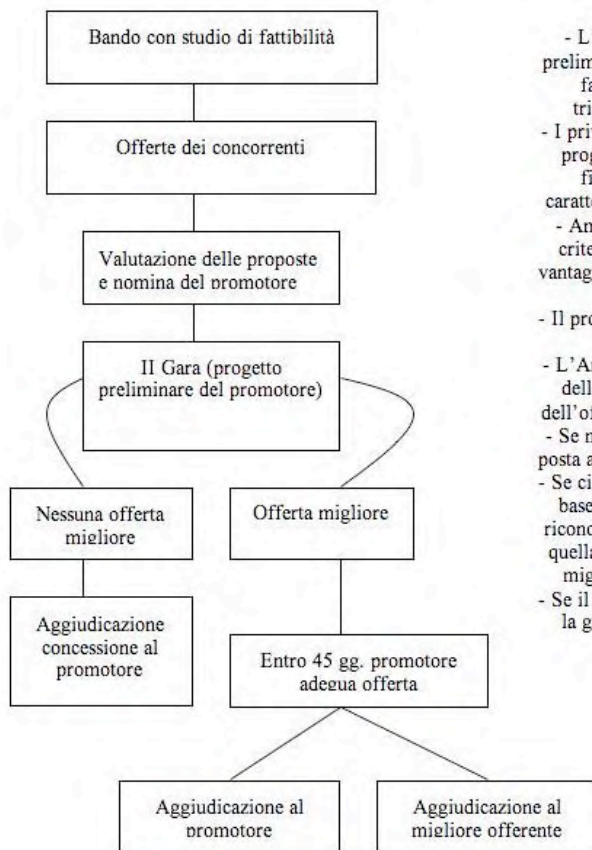 Bando con studio di fattibilità
Offerte dei concorrenti
Valutazione delle proposte
e nomina del promotore
II Gara (progetto
preliminare del promotore)
Nessuna offerta
migliore
Offerta migliore
Aggiudicazione
concessione al
promotore
Entro 45 gg. promotore
adegua offerta
Aggiudicazione al
promotore
Aggiudicazione al
migliore offerente
- L'
prelim
fa
tri
- I pri
prog
fi
caratte
- An
crite
vantag
- Il pro
- L'A
dell
dell'of
- Se n
posta a
- Se ci
base
ricono
quella
mig
- Se il
la g